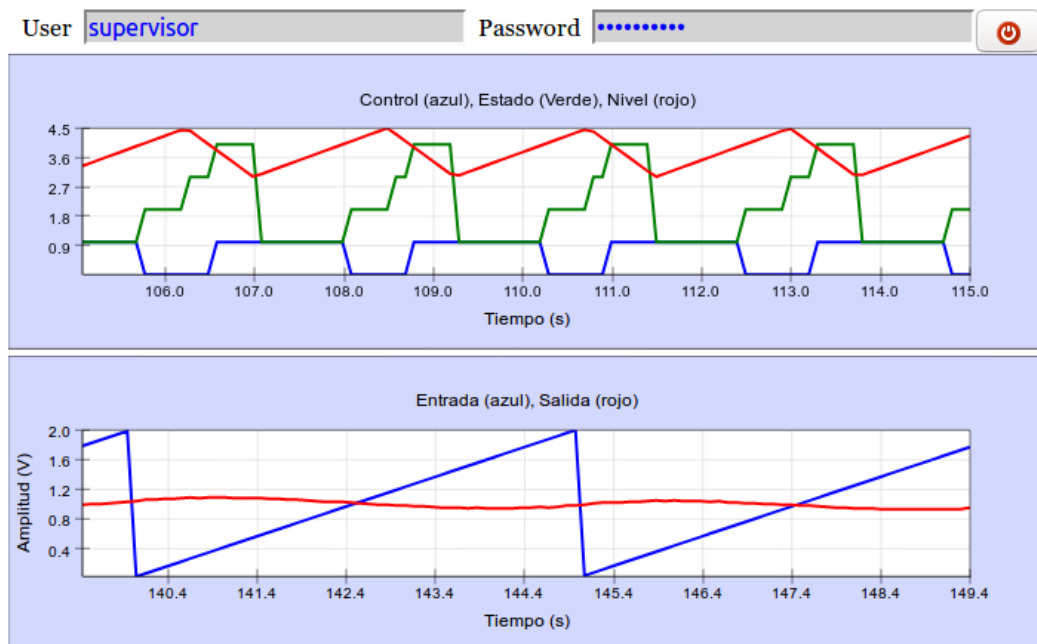 User supervisor Password ••••••••••
Control (azul), Estado (Verde), Nivel (rojo)
4.5
3.6
2.7
1.8
0.9
106.0 107.0 108.0 109.0 110.0 111.0 112.0 113.0 114.0 115.0
Tiempo (s)
Entrada (azul), Salida (rojo)
Amplitud (V)
2.0
1.6
1.2
0.8
0.4
140.4 141.4 142.4 143.4 144.4 145.4 146.4 147.4 148.4 149.4
Tiempo (s)